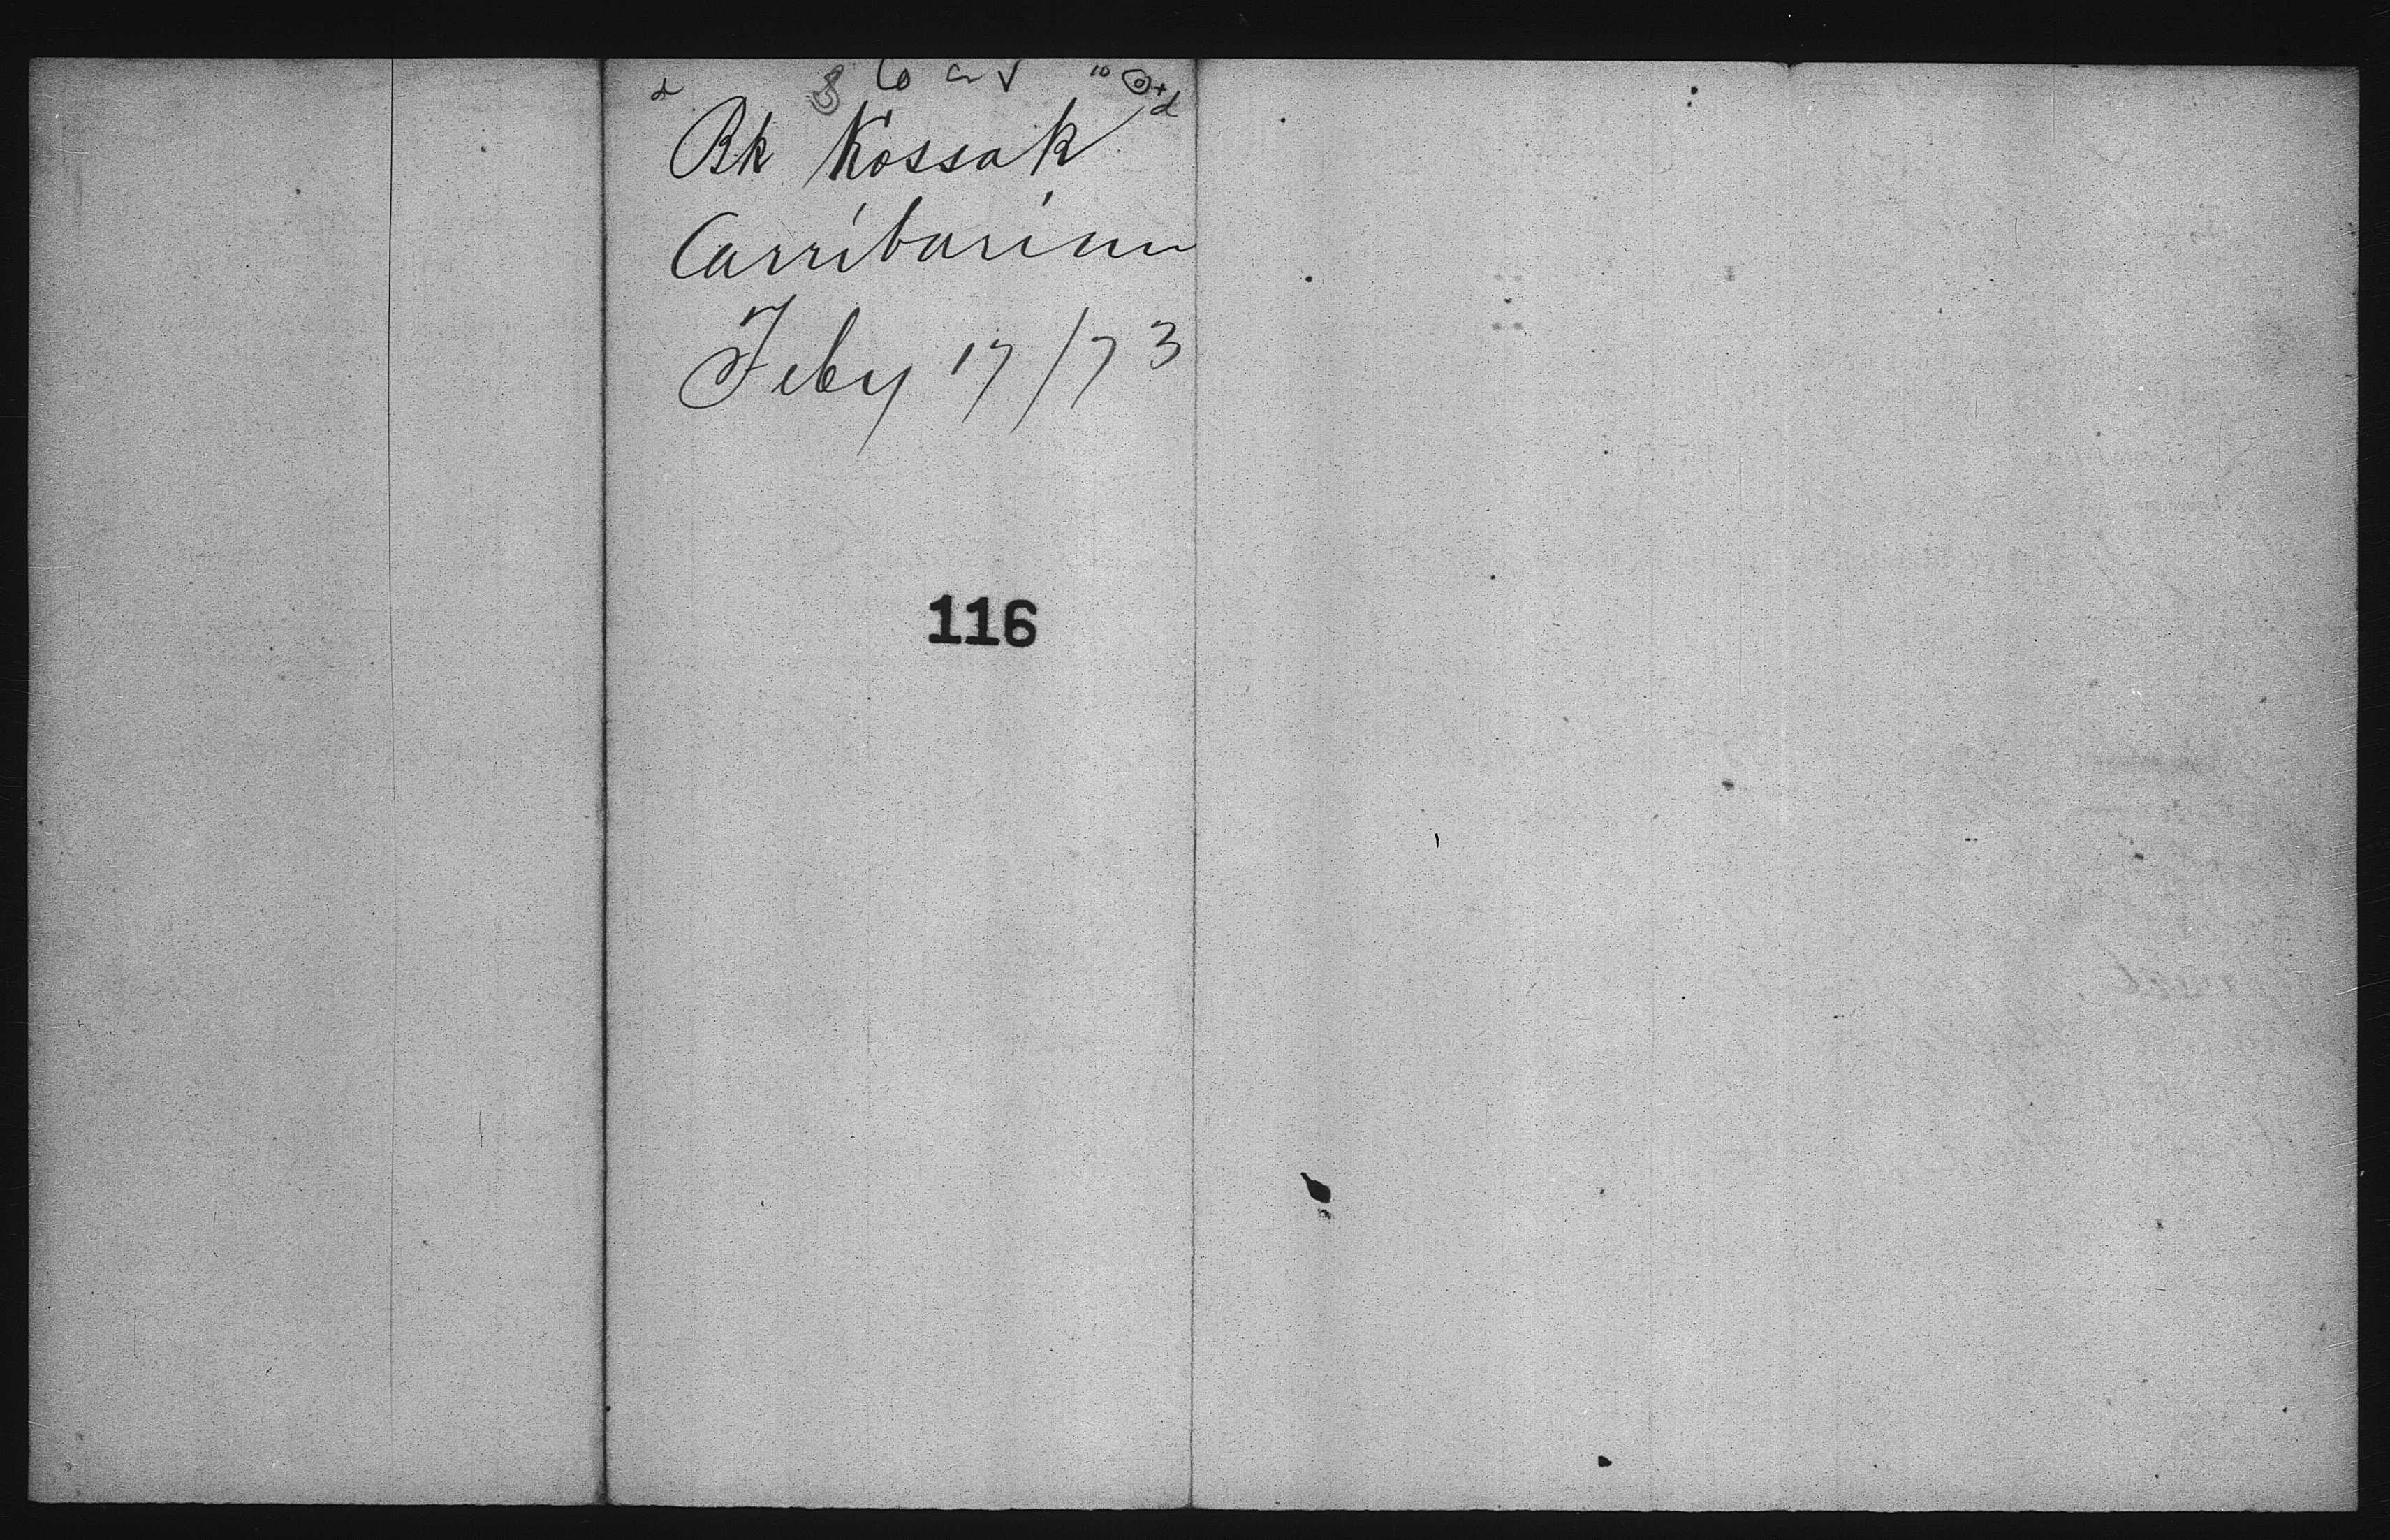 Bk Kossak
Carribarien
Feby 17/73
116